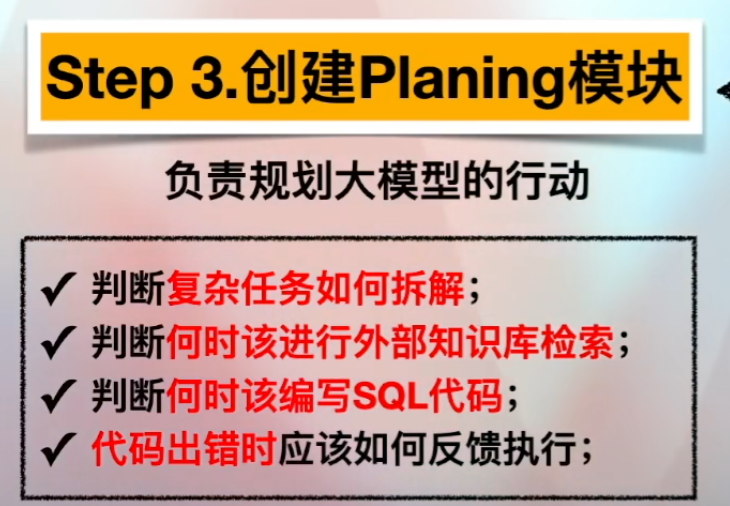 Step 3.创建Planing模块
负责规划大模型的行动
✔ 判断复杂任务如何拆解；
✔ 判断何时该进行外部知识库检索；
✔ 判断何时该编写SQL代码；
✔ 代码出错时应该如何反馈执行；